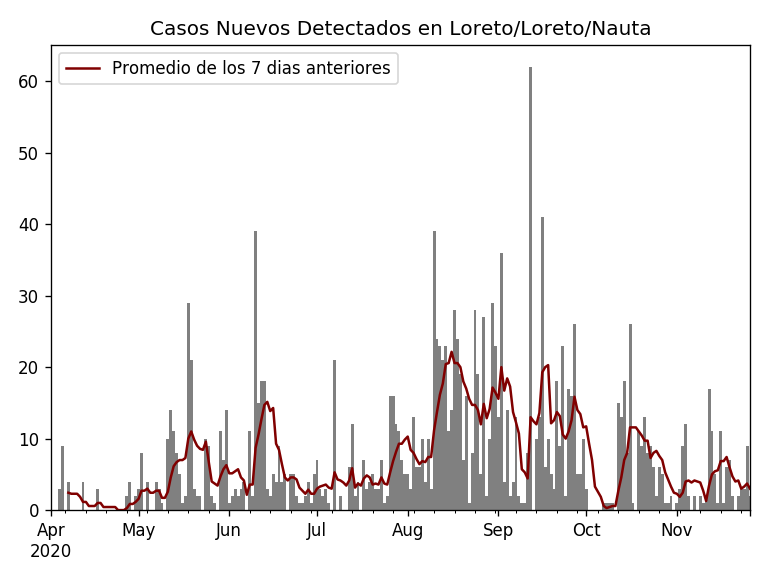 Casos Nuevos Detectados en Loreto/Loreto/Nauta
Promedio de los 7 dias anteriores
60
50
40
30
20
10
0
Apr May Jun Jul Aug Sep Oct Nov
2020